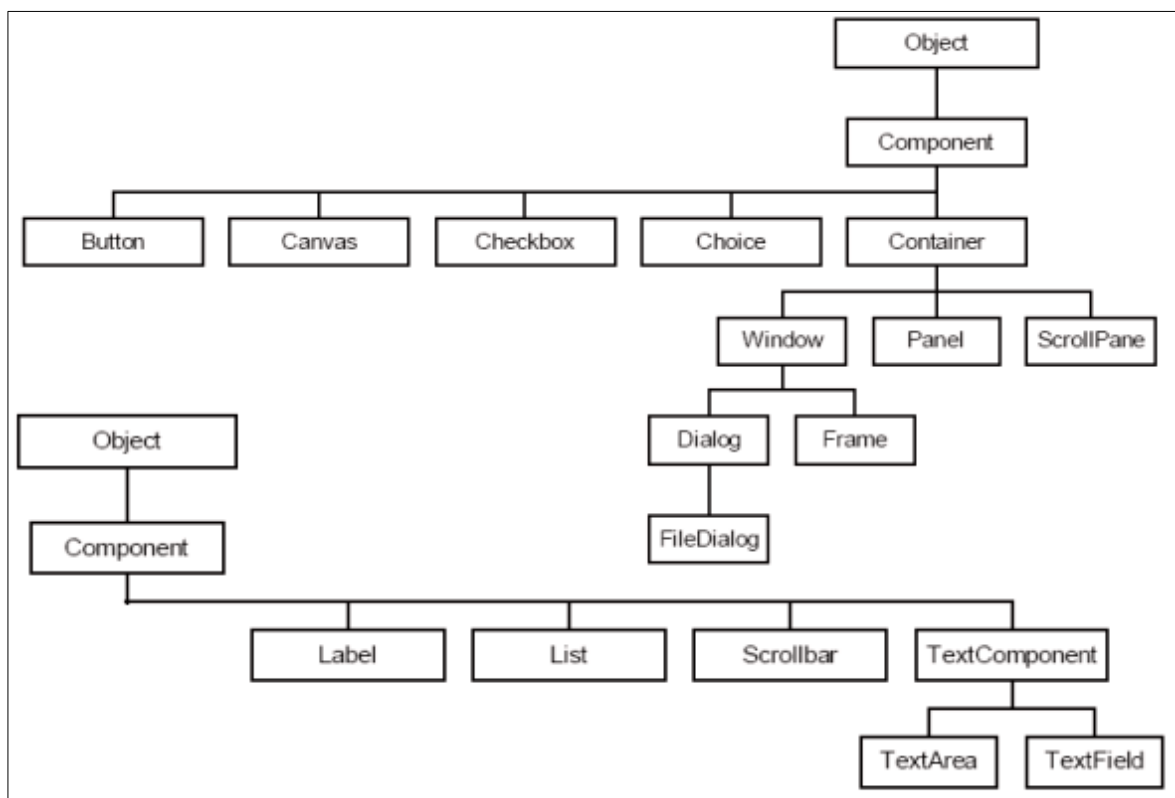 Object
Component
Button Canvas Checkbox Choice Container
Window Panel ScrollPane
Object
Dialog Frame
Component
FileDialog
Label List Scrollbar TextComponent
TextArea TextField